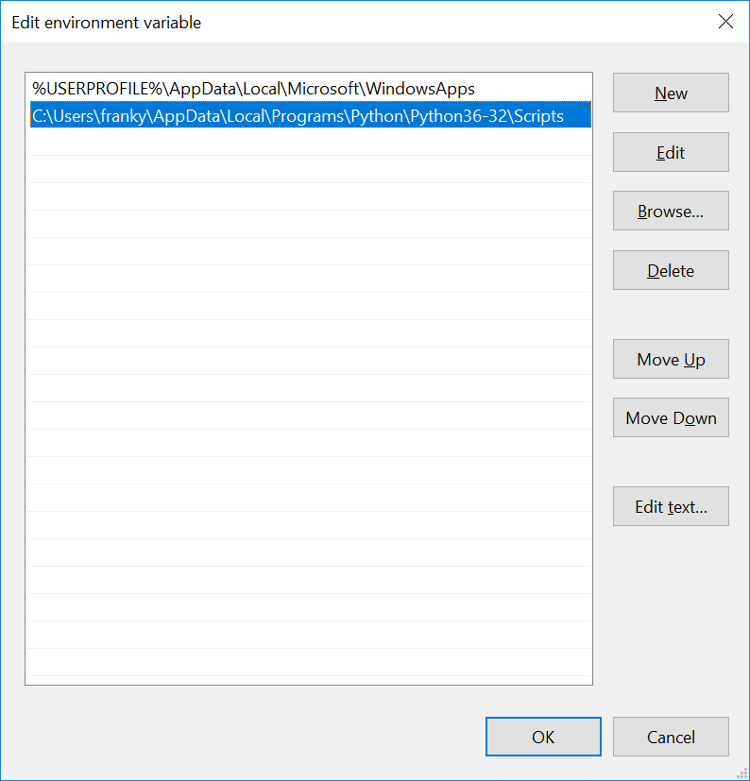 Edit environment variable
%USERPROFILE%\AppData\Local\Microsoft\WindowsApps
C:\Users\franky\AppData\Local\Programs\Python\Python36-32\Scripts
New
Edit
Browse...
Delete
Move Up
Move Down
Edit text...
OK
Cancel